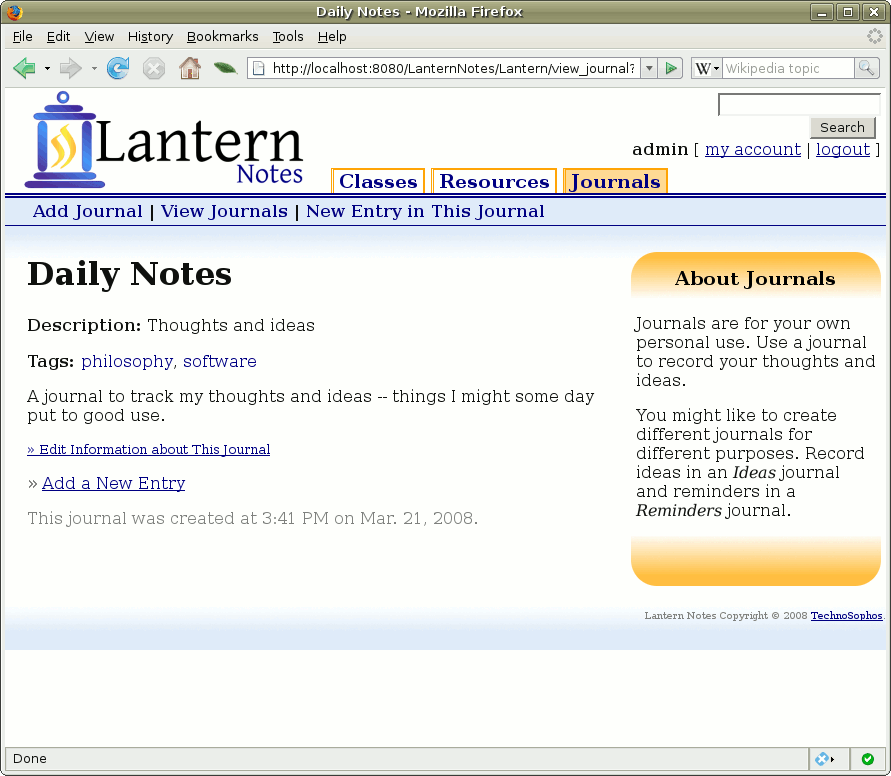 Daily Notes - Mozilla Firefox
File Edit View History Bookmarks Tools Help
http://localhost:8080/LanternNotes/Lantern/view_journal? W Wikipedia topic
Search
Lantern
Notes
admin [ my account | logout ]
Classes Resources Journals
Add Journal | View Journals | New Entry in This Journal
Daily Notes
Description: Thoughts and ideas
Tags: philosophy, software
A journal to track my thoughts and ideas -- things I might some day
put to good use.
» Edit Information about This Journal
» Add a New Entry
This journal was created at 3:41 PM on Mar. 21, 2008.
About Journals
Journals are for your own
personal use. Use a journal
to record your thoughts and
ideas.
You might like to create
different journals for
different purposes. Record
ideas in an Ideas journal
and reminders in a
Reminders journal.
Lantern Notes Copyright © 2008 TechnoSophos.
Done